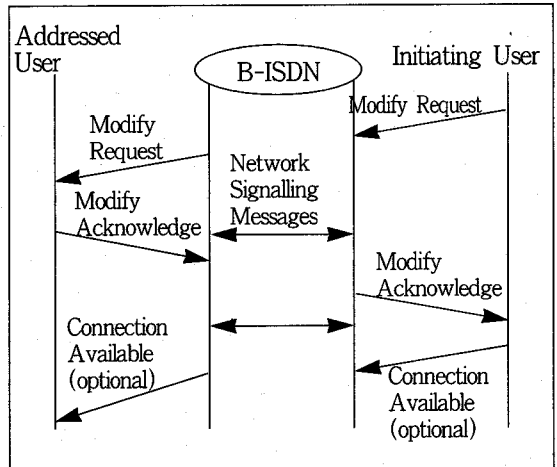 Addressed
User
B-ISDN
Initiating User
Modify Request
Modify
Request
Network
Signalling
Messages
Modify
Acknowledge
Modify
Acknowledge
Connection
Available
(optional)
Connection
Available
(optional)